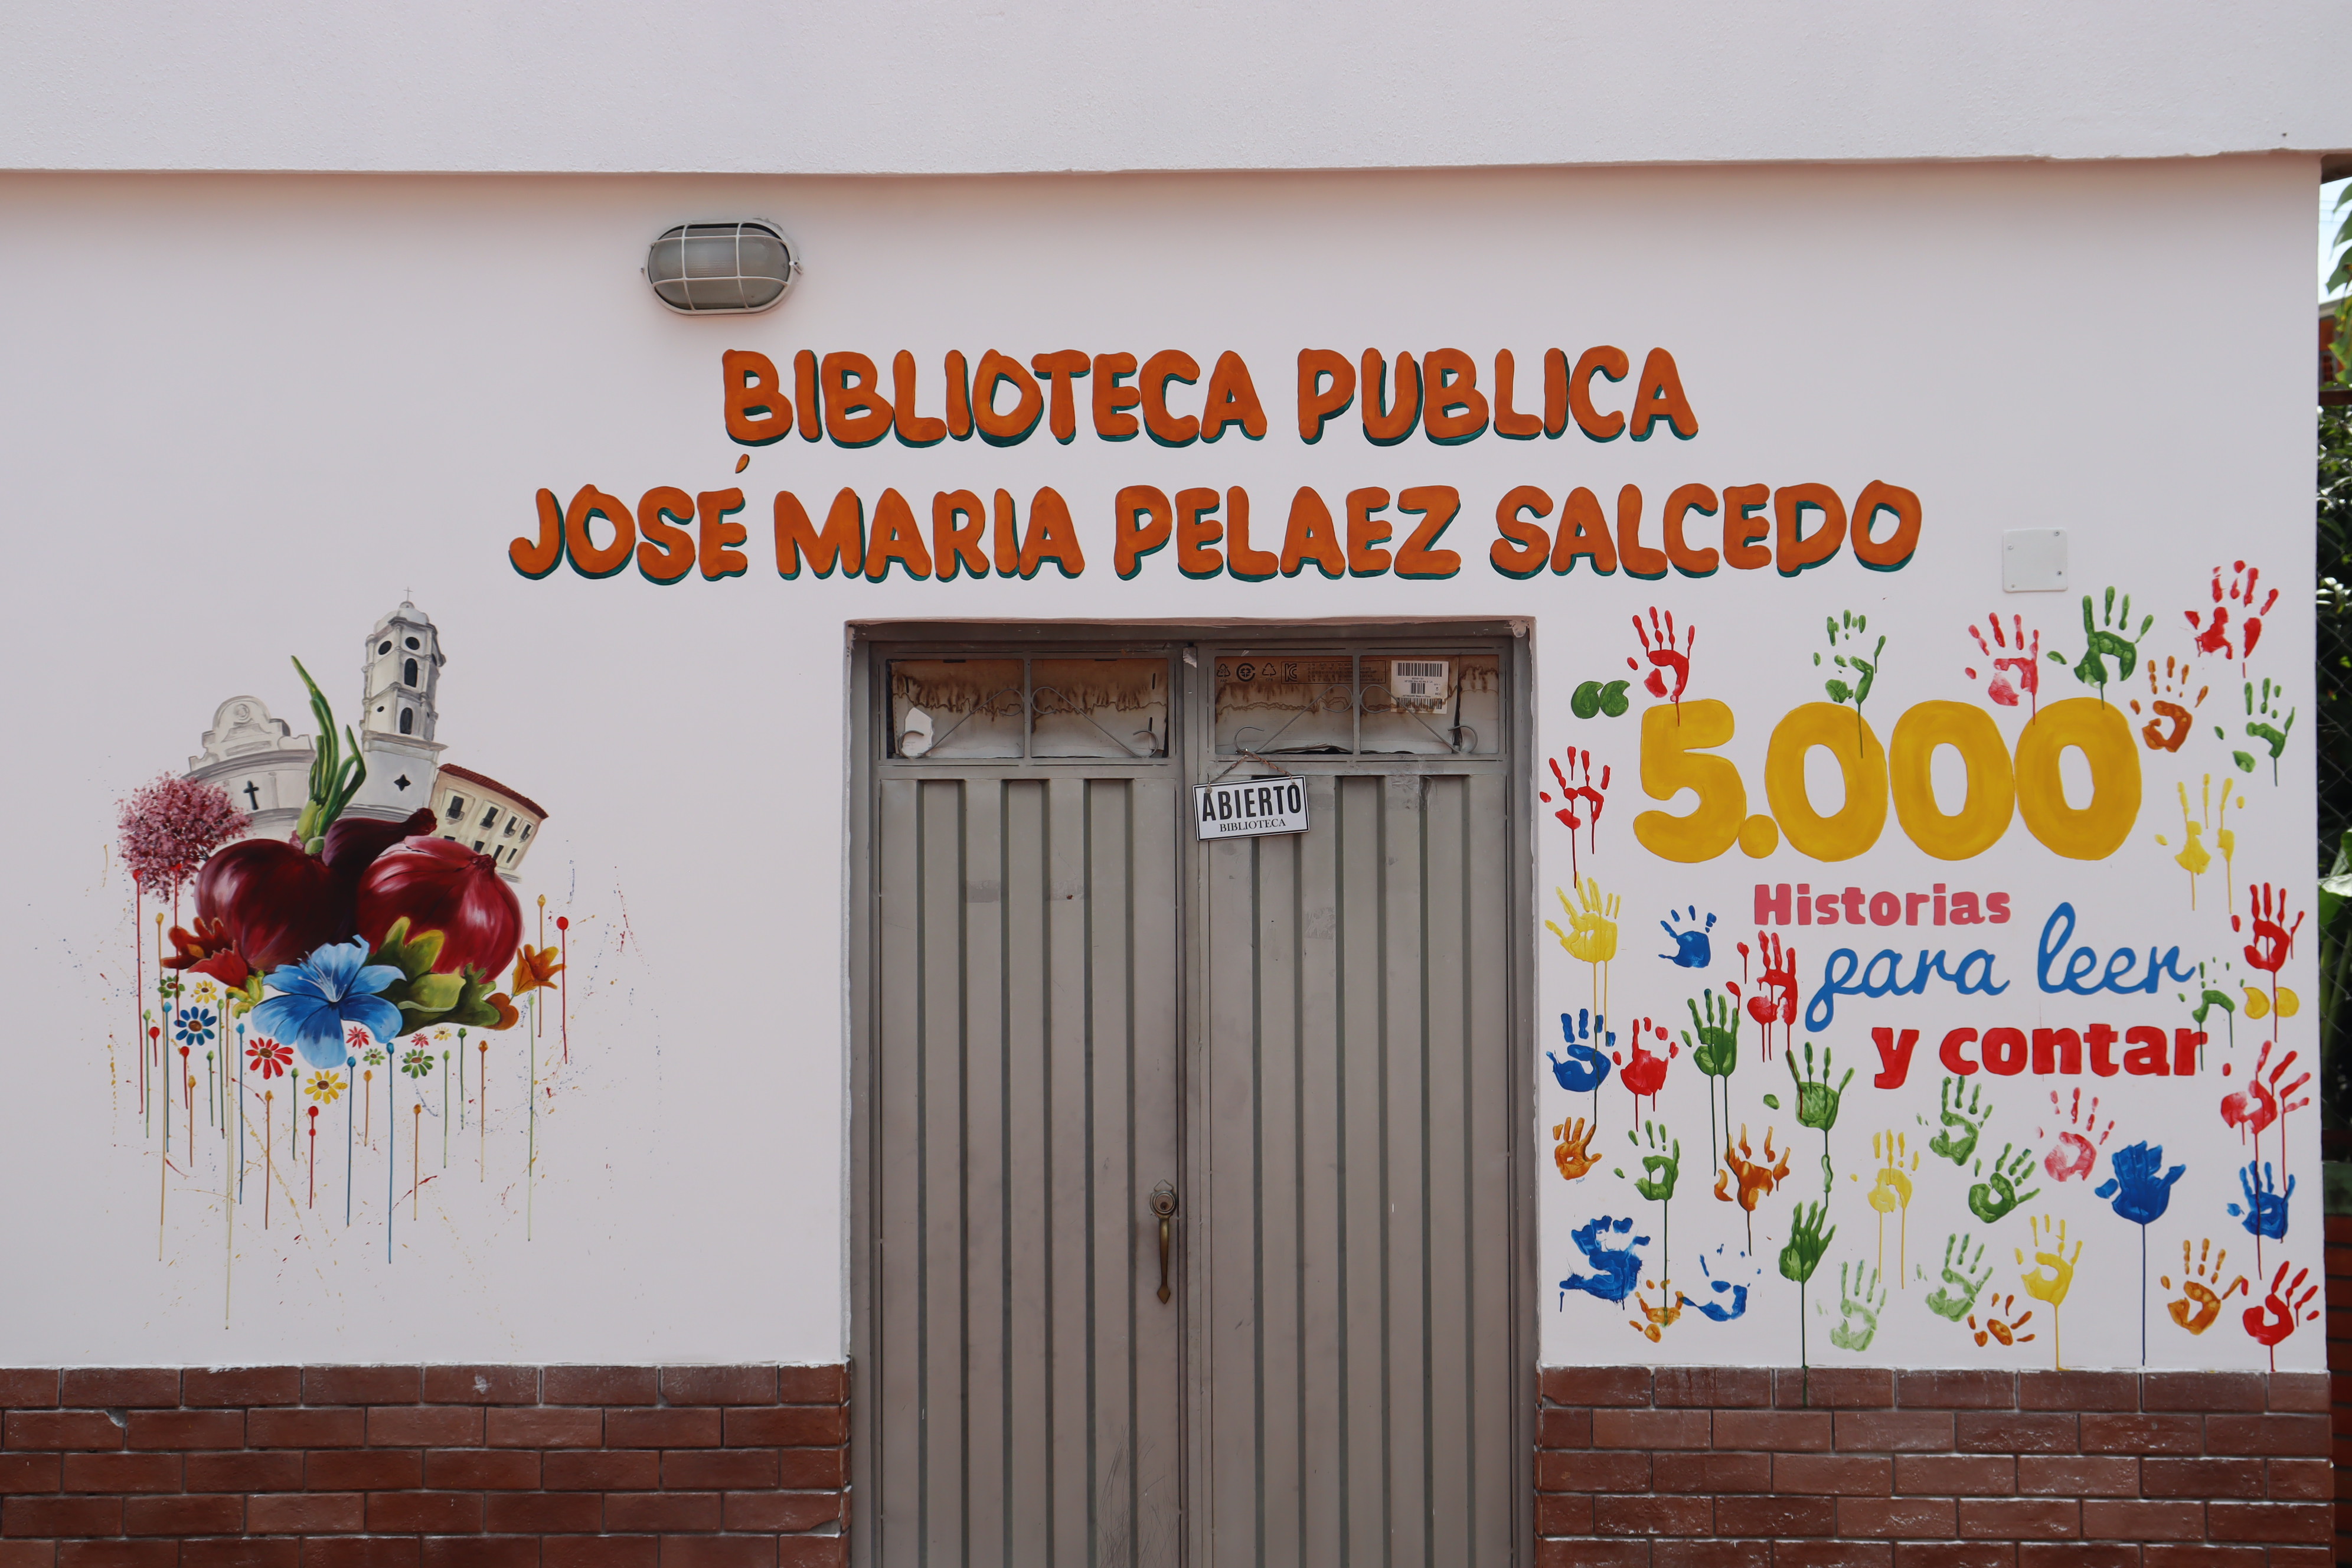 BIBLIOTECA PUBLICA
JOSÉ MARIA PELAEZ SALCEDO
ABIERTO
BIBLIOTECA
“5.000
Historias
para leer
y contar”